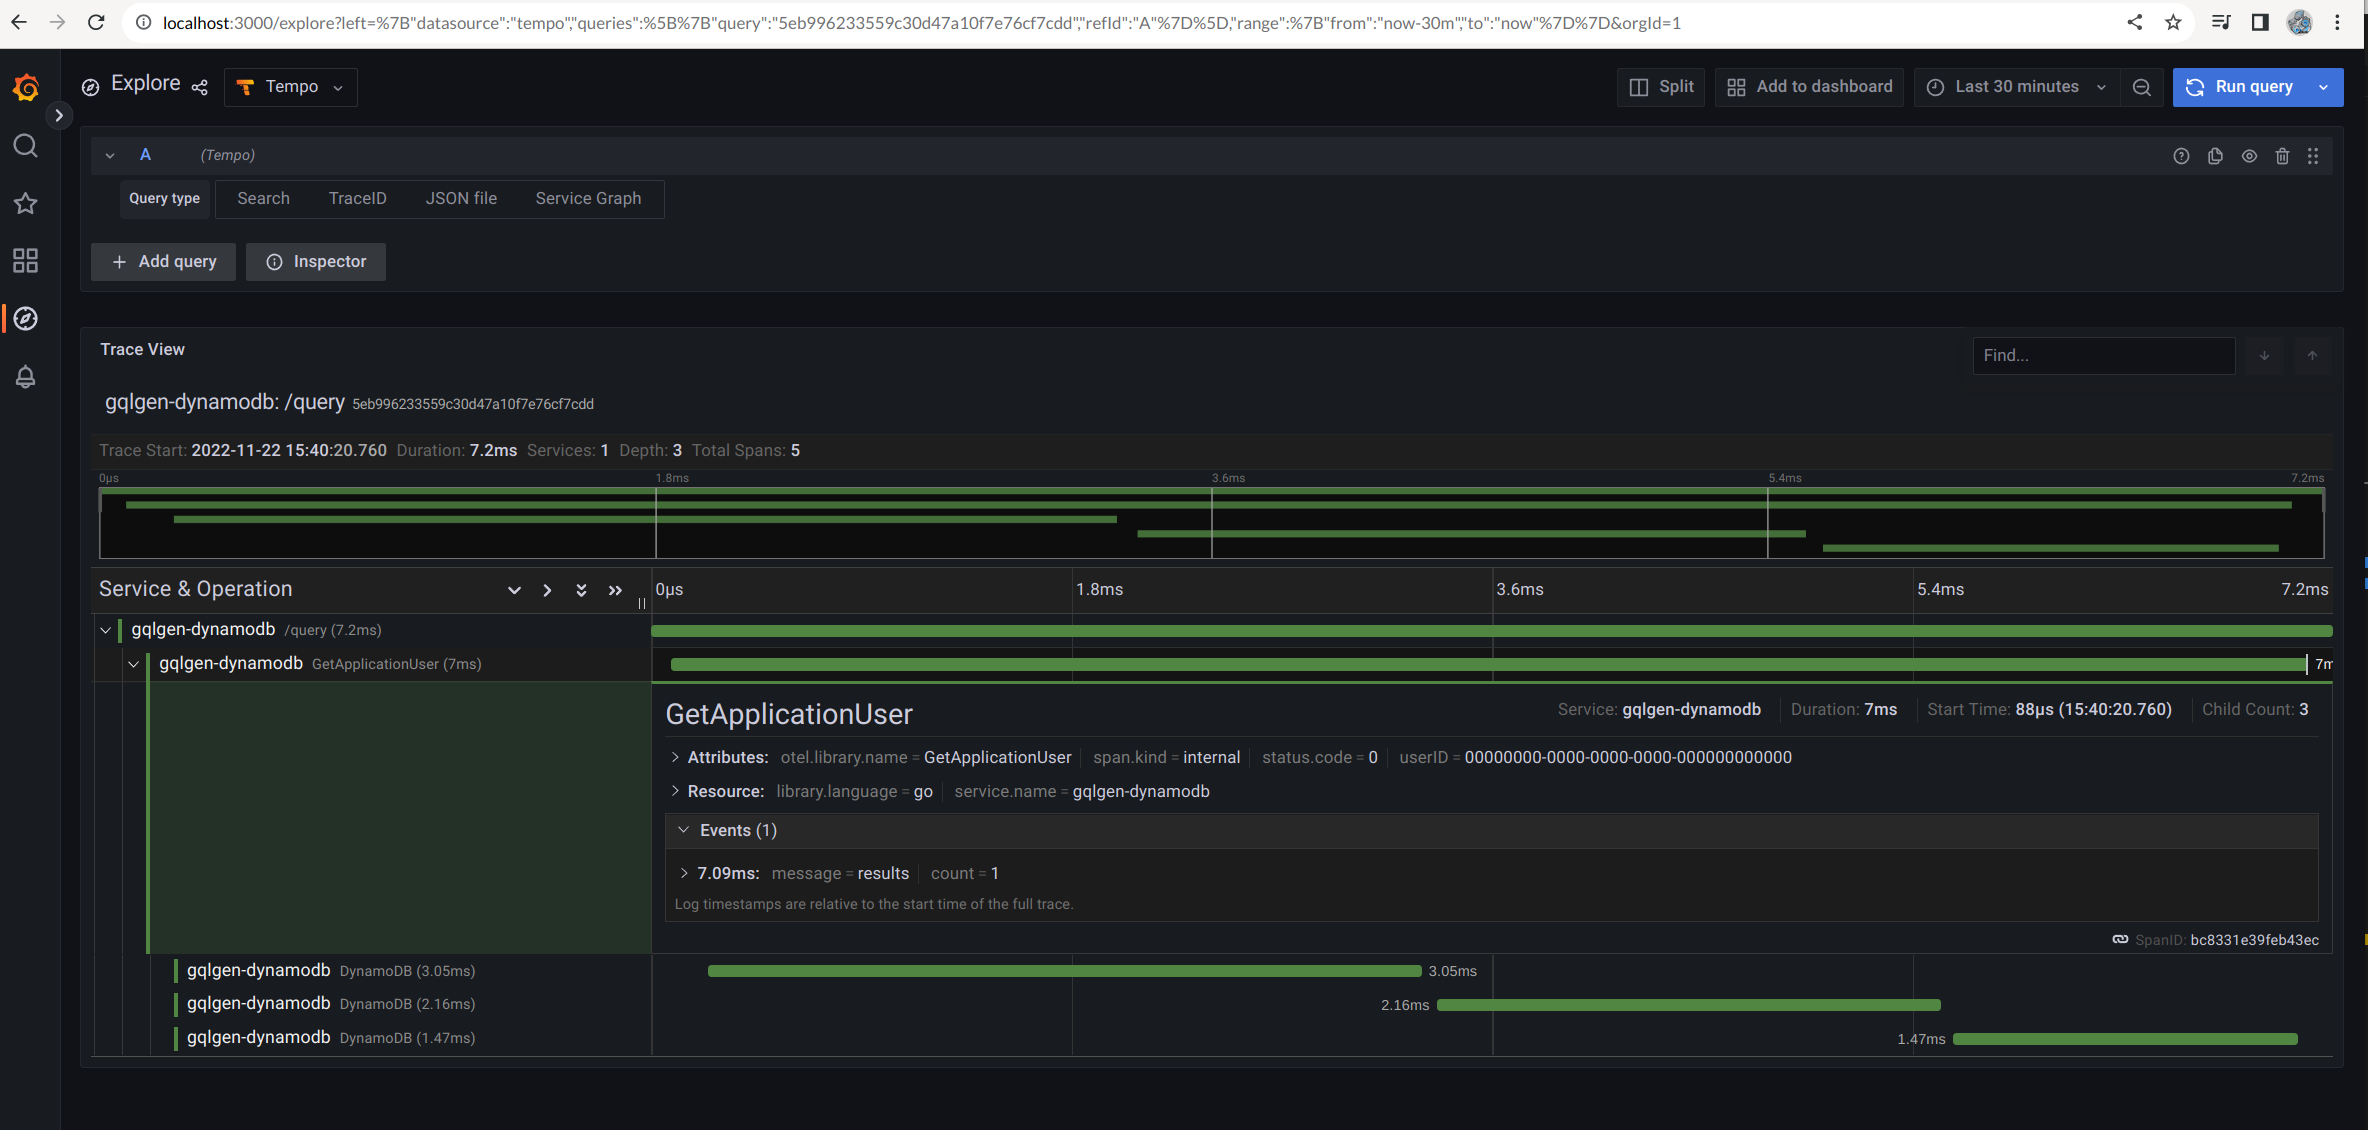 localhost:3000/explore?left=%7B"datasource":"tempo","queries":%5B%7B"query":"5eb996233559c30d47a10f7e76cf7cdd","refId":"A"%7D%5D,"range":%7B"from":"now-30m","to":"now"%7D%7D&orgId=1
Explore Tempo Split Add to dashboard Last 30 minutes Run query
A (Tempo)
Query type Search TraceID JSON file Service Graph
Add query Inspector
Trace View Find...
gqlgen-dynamodb: /query 5eb996233559c30d47a10f7e76cf7cdd
Trace Start: 2022-11-22 15:40:20.760 Duration: 7.2ms Services: 1 Depth: 3 Total Spans: 5
0μs 1.8ms 3.6ms 5.4ms 7.2ms
Service & Operation 0μs 1.8ms 3.6ms 5.4ms 7.2ms
gqlgen-dynamodb /query (7.2ms)
gqlgen-dynamodb GetApplicationUser (7ms) 7m
GetApplicationUser Service: gqlgen-dynamodb Duration: 7ms Start Time: 88μs (15:40:20.760) Child Count: 3
Attributes: otel.library.name = GetApplicationUser span.kind = internal status.code = 0 userID = 00000000-0000-0000-0000-000000000000
Resource: library.language = go service.name = gqlgen-dynamodb
Events (1)
7.09ms: message = results count = 1
Log timestamps are relative to the start time of the full trace.
SpanID: bc8331e39feb43ec
gqlgen-dynamodb DynamoDB (3.05ms) 3.05ms
gqlgen-dynamodb DynamoDB (2.16ms) 2.16ms
gqlgen-dynamodb DynamoDB (1.47ms) 1.47ms